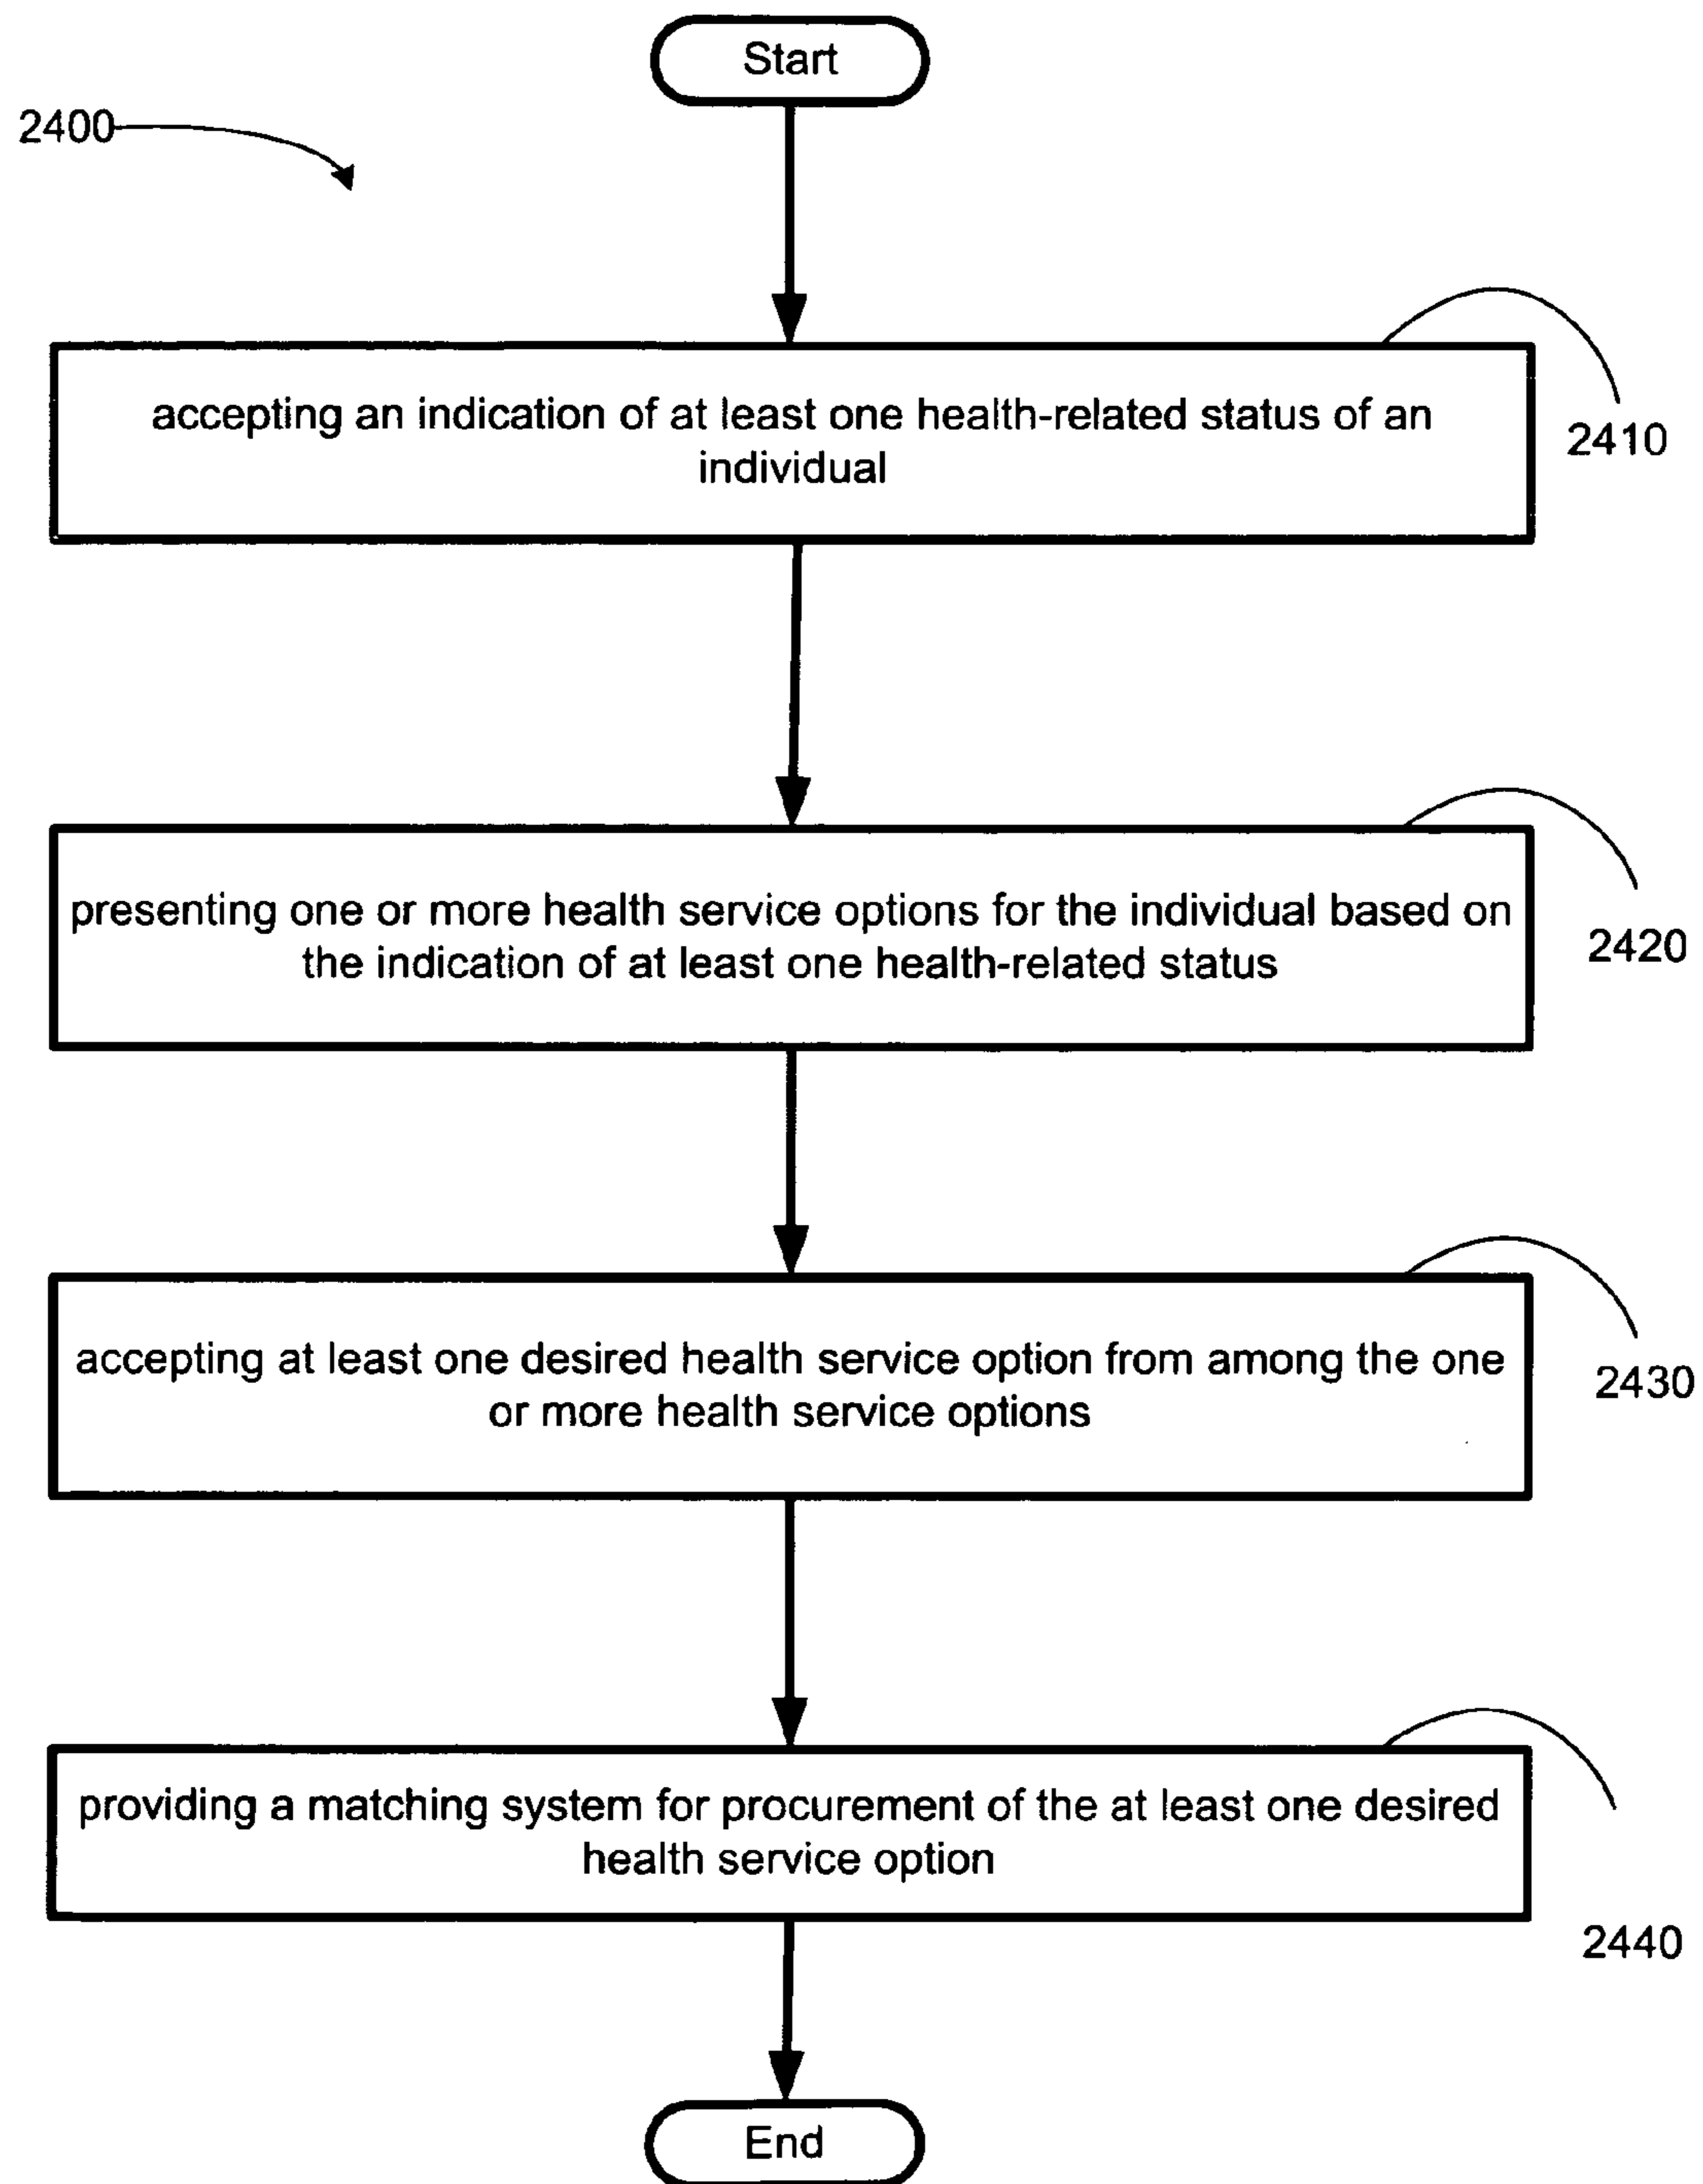 Start
2400
accepting an indication of at least one health-related status of an
individual
2410
presenting one or more health service options for the individual based on
the indication of at least one health-related status
2420
accepting at least one desired health service option from among the one
or more health service options
2430
providing a matching system for procurement of the at least one desired
health service option
2440
End